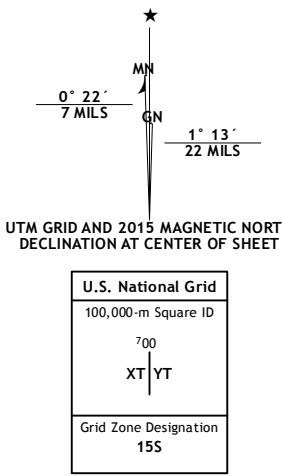 ★
MN
0° 22´
7 MILS
GN
1° 13´
22 MILS
UTM GRID AND 2015 MAGNETIC NORT
DECLINATION AT CENTER OF SHEET
U.S. National Grid
100,000-m Square ID
⁷00
XT YT
Grid Zone Designation
15S